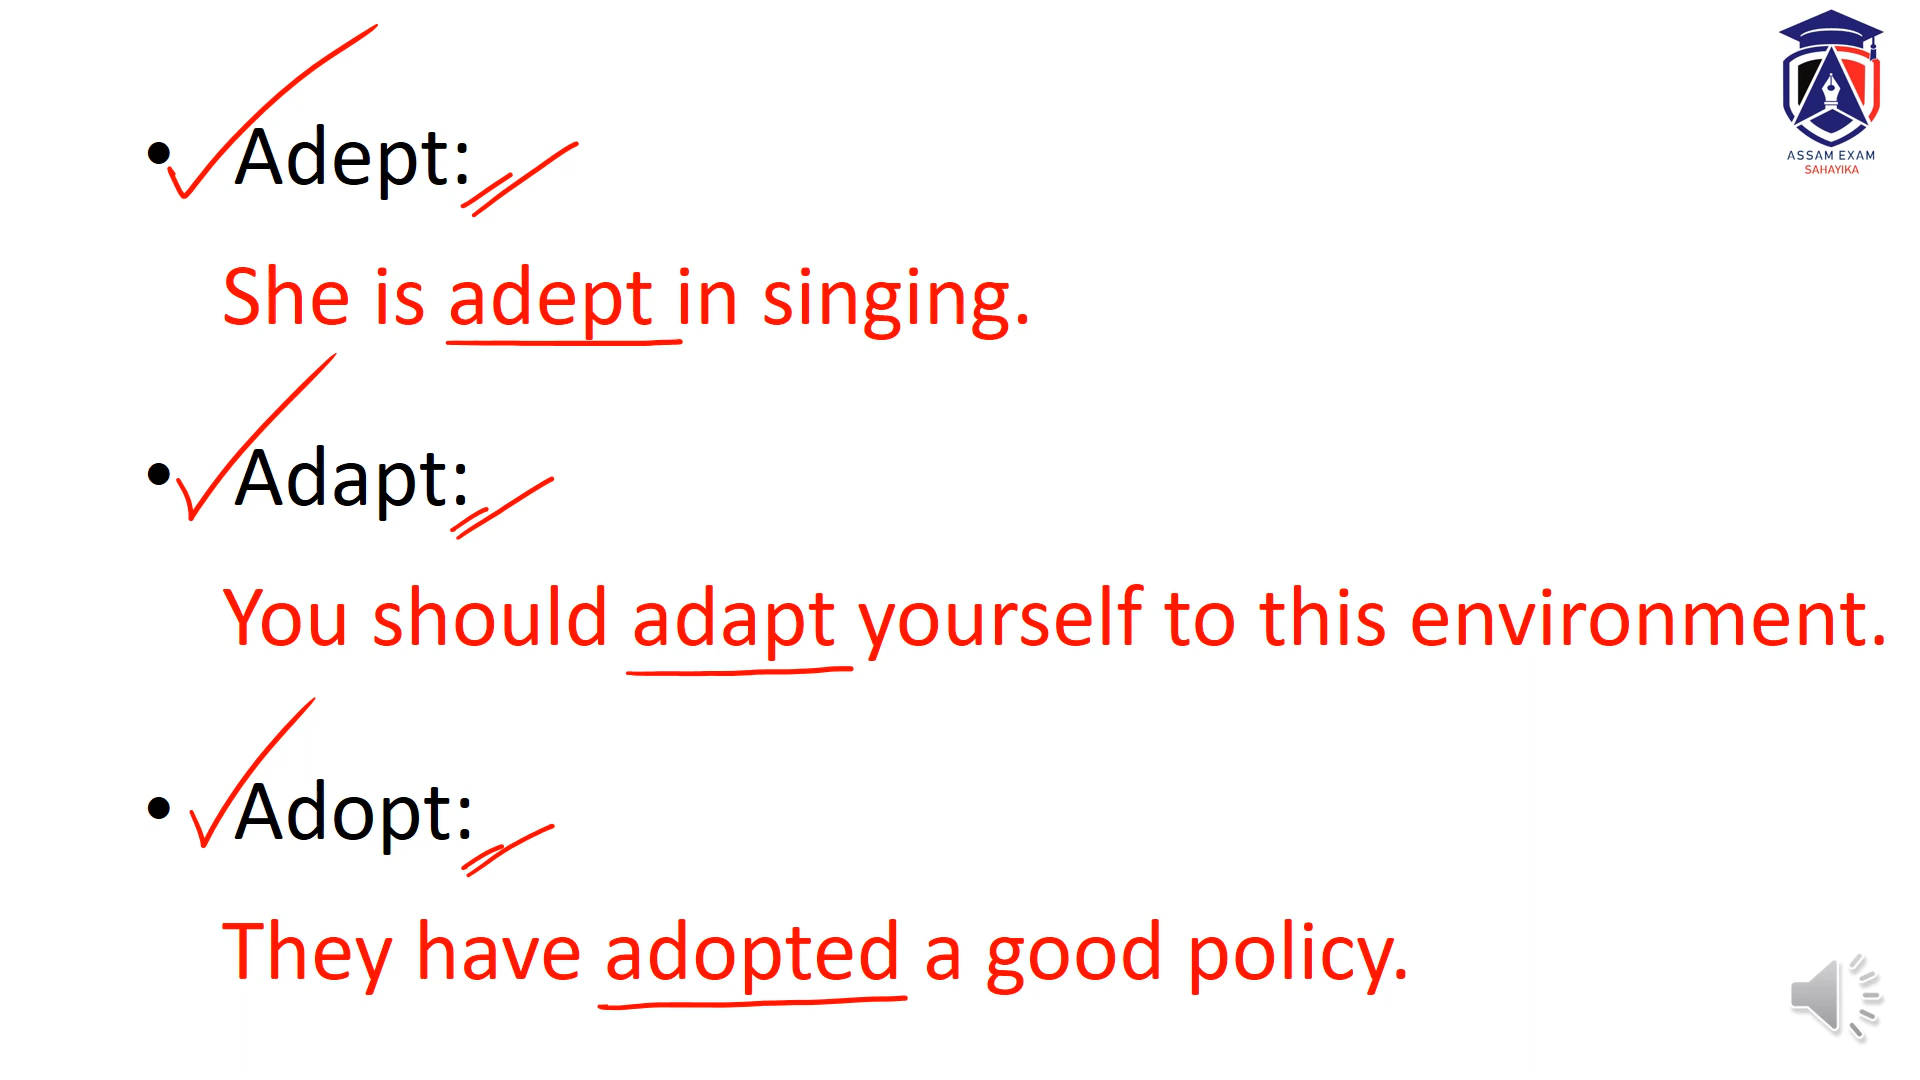 ASSAM EXAM
SAHAYIKA
• Adept:
She is adept in singing.
• Adapt:
You should adapt yourself to this environment.
• Adopt:
They have adopted a good policy.